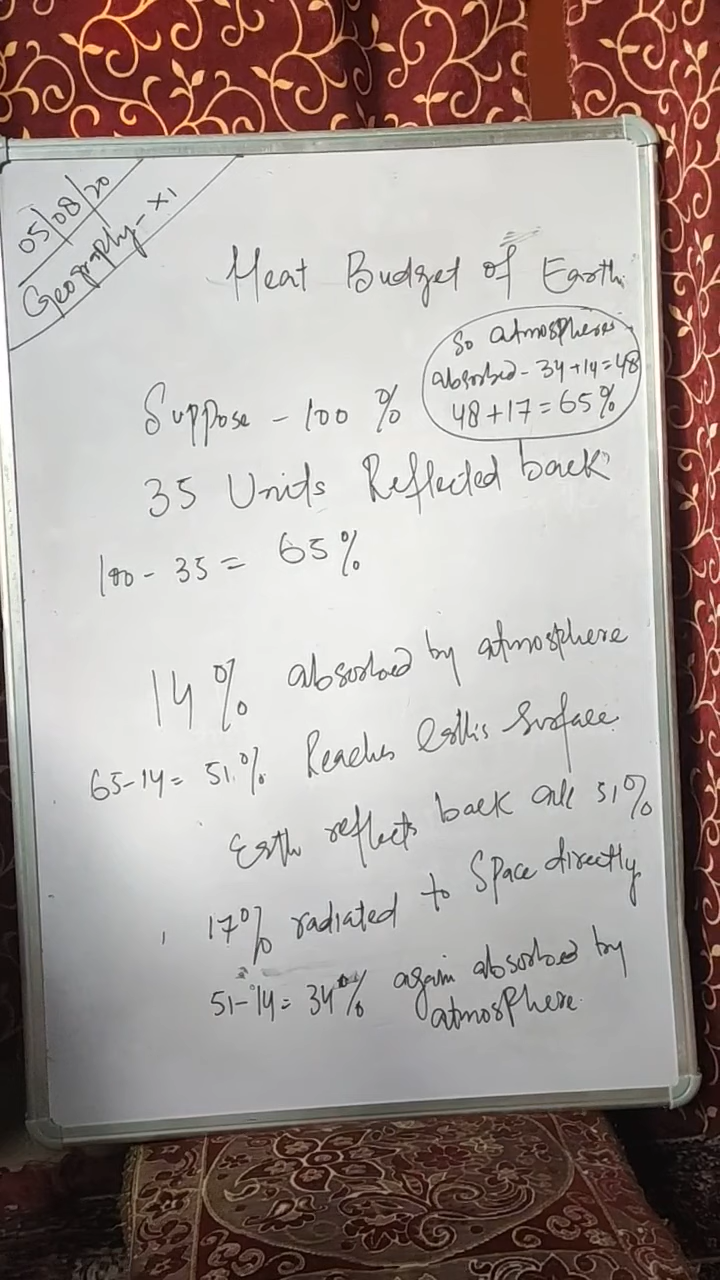 05/08/20
Geography - XI
Heat Budget of Earth
So atmosphere
absorbed - 34+14=48
48+17=65%
Suppose - 100 %
35 Units Reflected back
100 - 35 = 65%
14% absorbed by atmosphere
65-14= 51% Reaches Earth's Surface
Earth reflects back all 51%
17% radiated to Space directly
51-14= 34% again absorbed by
atmosphere